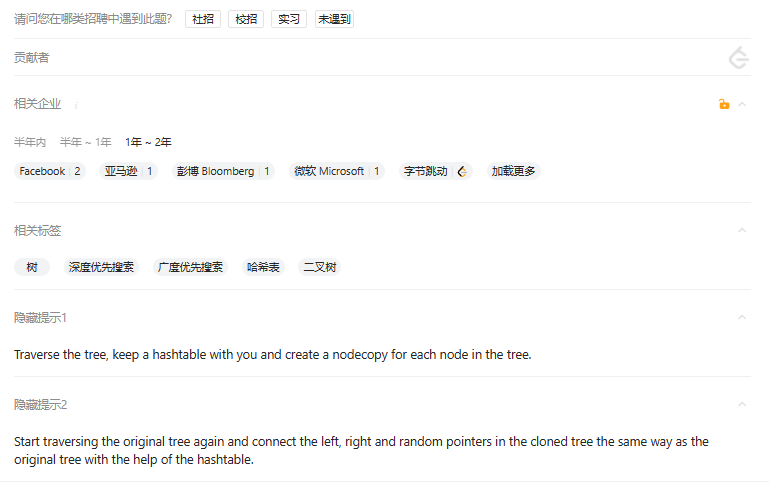 请问您在哪类招聘中遇到此题? 社招 校招 实习 未遇到
贡献者
相关企业 i
半年内 半年 ~ 1年 1年 ~ 2年
Facebook 2 亚马逊 1 彭博 Bloomberg 1 微软 Microsoft 1 字节跳动 加载更多
相关标签
树 深度优先搜索 广度优先搜索 哈希表 二叉树
隐藏提示1
Traverse the tree, keep a hashtable with you and create a nodecopy for each node in the tree.
隐藏提示2
Start traversing the original tree again and connect the left, right and random pointers in the cloned tree the same way as the
original tree with the help of the hashtable.